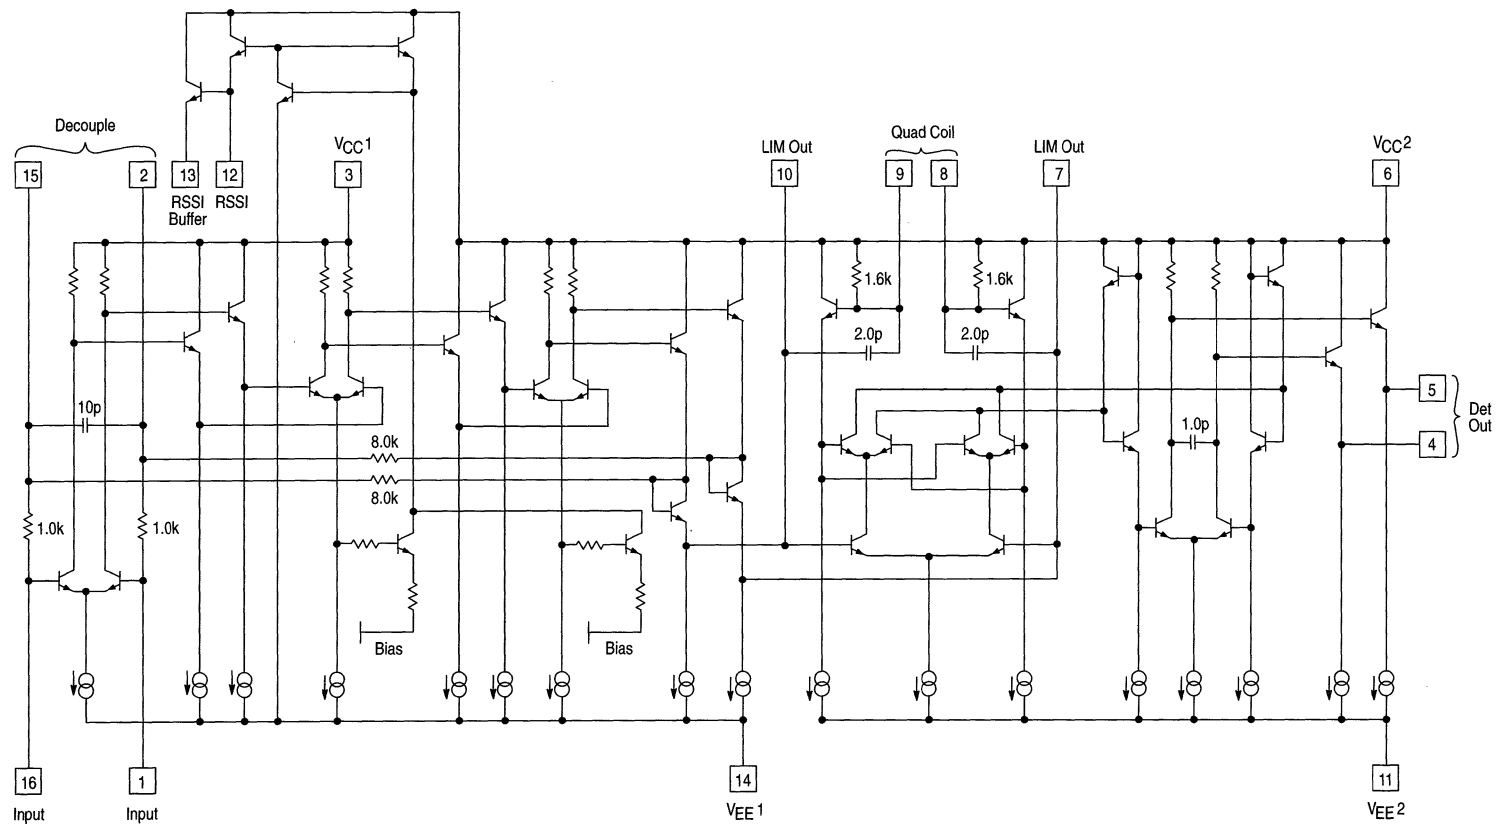 Decouple
15
2
13
12
RSSI
Buffer
RSSI
VCC1
3
LIM Out
10
Quad Coil
9
8
LIM Out
7
VCC2
6
1.6k
1.6k
2.0p
2.0p
10p
8.0k
8.0k
1.0k
1.0k
1.0p
5
4
Det
Out
Bias
Bias
16
Input
1
Input
14
VEE1
11
VEE2